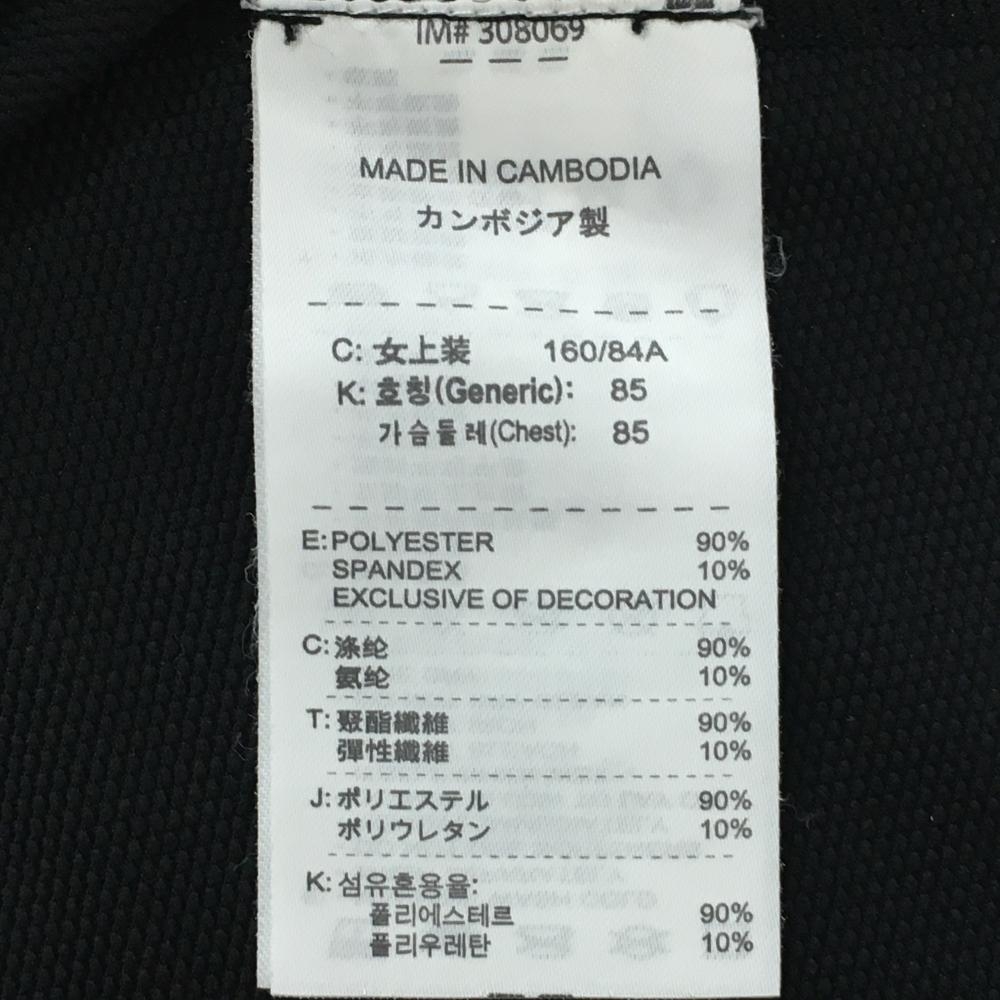 IM# 308069
MADE IN CAMBODIA
カンボジア製
C: 女上装 160/84A
K: 호칭(Generic): 85
가슴둘레(Chest): 85
E: POLYESTER 90%
SPANDEX 10%
EXCLUSIVE OF DECORATION
C: 涤纶 90%
氨纶 10%
T: 聚酯纖維 90%
彈性纖維 10%
J: ポリエステル 90%
ポリウレタン 10%
K: 섬유혼용율:
폴리에스테르 90%
폴리우레탄 10%